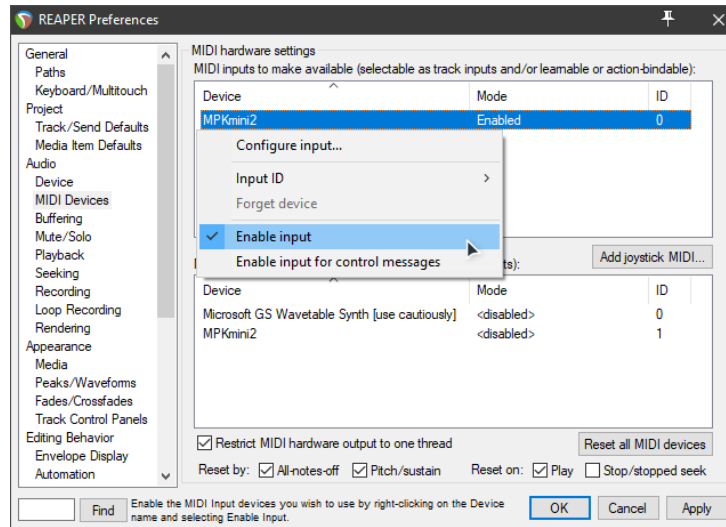 REAPER Preferences
General
Paths
Keyboard/Multitouch
Project
Track/Send Defaults
Media Item Defaults
Audio
Device
MIDI Devices
Buffering
Mute/Solo
Playback
Seeking
Recording
Loop Recording
Rendering
Appearance
Media
Peaks/Waveforms
Fades/Crossfades
Track Control Panels
Editing Behavior
Envelope Display
Automation
MIDI hardware settings
MIDI inputs to make available (selectable as track inputs and/or learnable or action-bindable):
Device Mode ID
MPKmini2 Enabled 0
Configure input...
Input ID
Forget device
Enable input
Enable input for control messages
ts):
Add joystick MIDI...
Device Mode ID
Microsoft GS Wavetable Synth [use cautiously] <disabled> 0
MPKmini2 <disabled> 1
Restrict MIDI hardware output to one thread
Reset all MIDI devices
Reset by: All-notes-off Pitch/sustain Reset on: Play Stop/stopped seek
Find
Enable the MIDI Input devices you wish to use by right-clicking on the Device
name and selecting Enable Input.
OK Cancel Apply